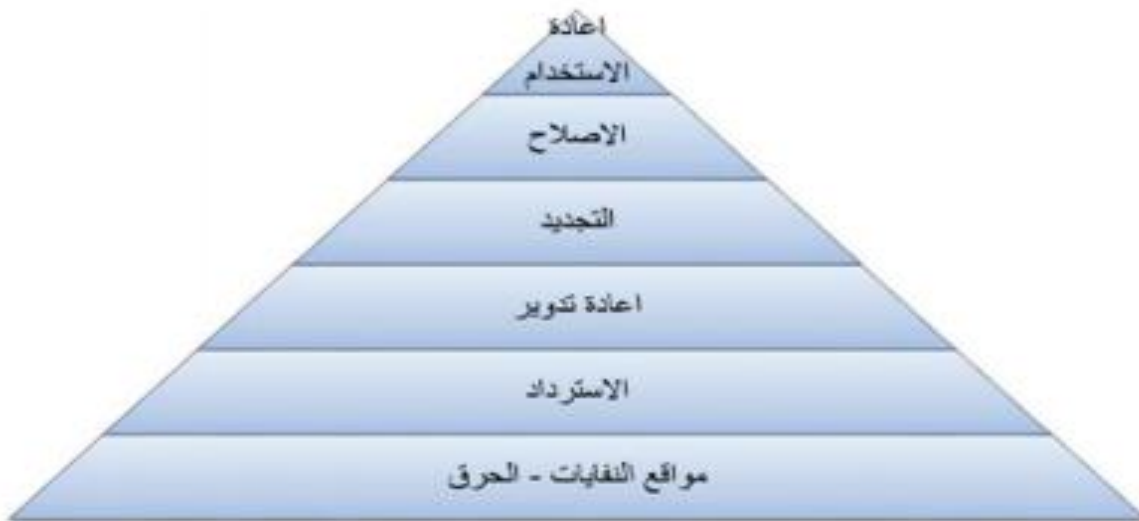 اعادة
الاستخدام
الاصلاح
التجديد
اعادة تدوير
الاسترداد
مواقع النفايات - الحرق